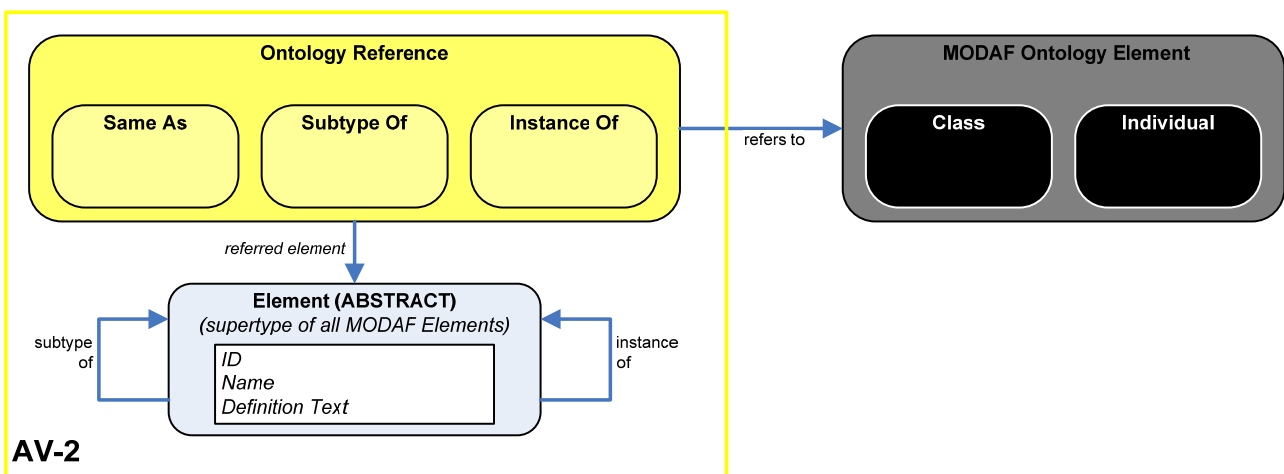 Ontology Reference
Same As
Subtype Of
Instance Of
refers to
MODAF Ontology Element
Class
Individual
referred element
Element (ABSTRACT)
(supertype of all MODAF Elements)
ID
Name
Definition Text
subtype
of
instance
of
AV-2